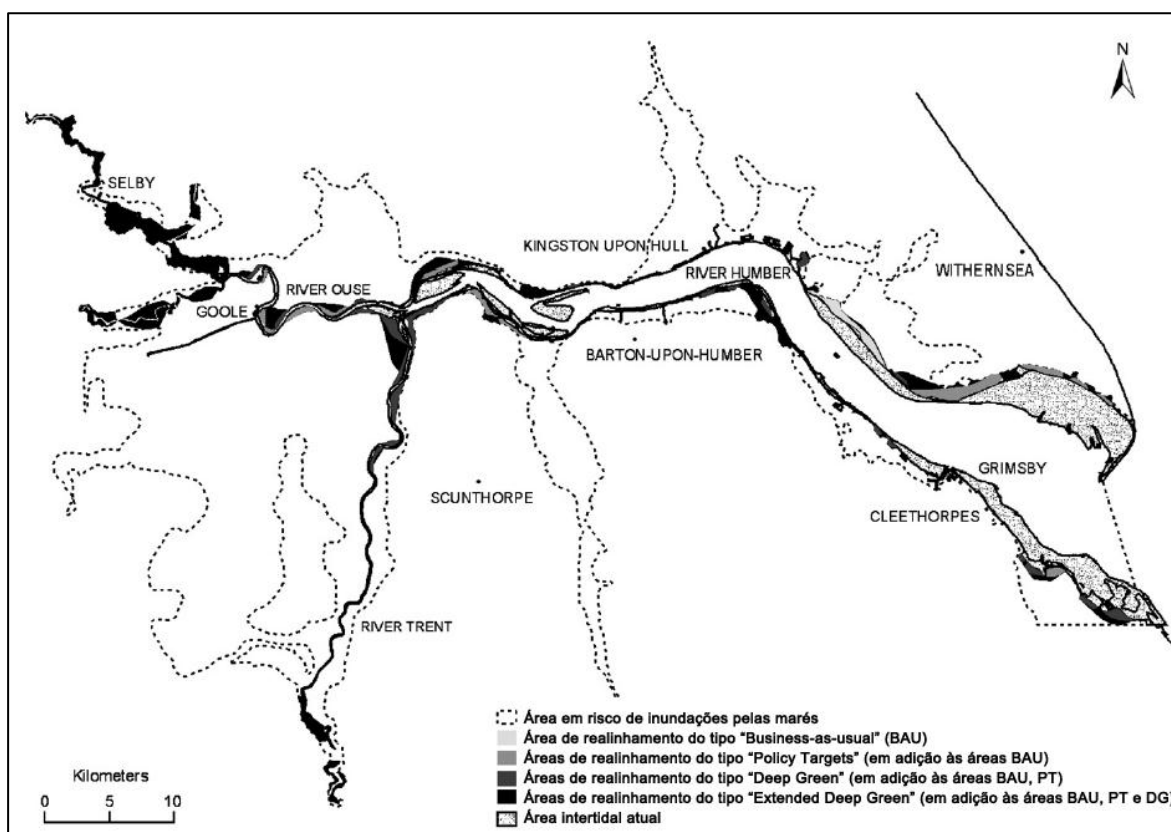 N
SELBY
KINGSTON UPON HULL
RIVER HUMBER
WITHERNSEA
RIVER OUSE
GOOLE
BARTON-UPON-HUMBER
GRIMSBY
SCUNTHORPE
CLEETHORPES
RIVER TRENT
Kilometers
0 5 10
Área em risco de inundações pelas marés
Área de realinhamento do tipo “Business-as-usual” (BAU)
Áreas de realinhamento do tipo “Policy Targets” (em adição às áreas BAU)
Áreas de realinhamento do tipo “Deep Green” (em adição às áreas BAU, PT)
Áreas de realinhamento do tipo “Extended Deep Green” (em adição às áreas BAU, PT e DG)
Área intertidal atual